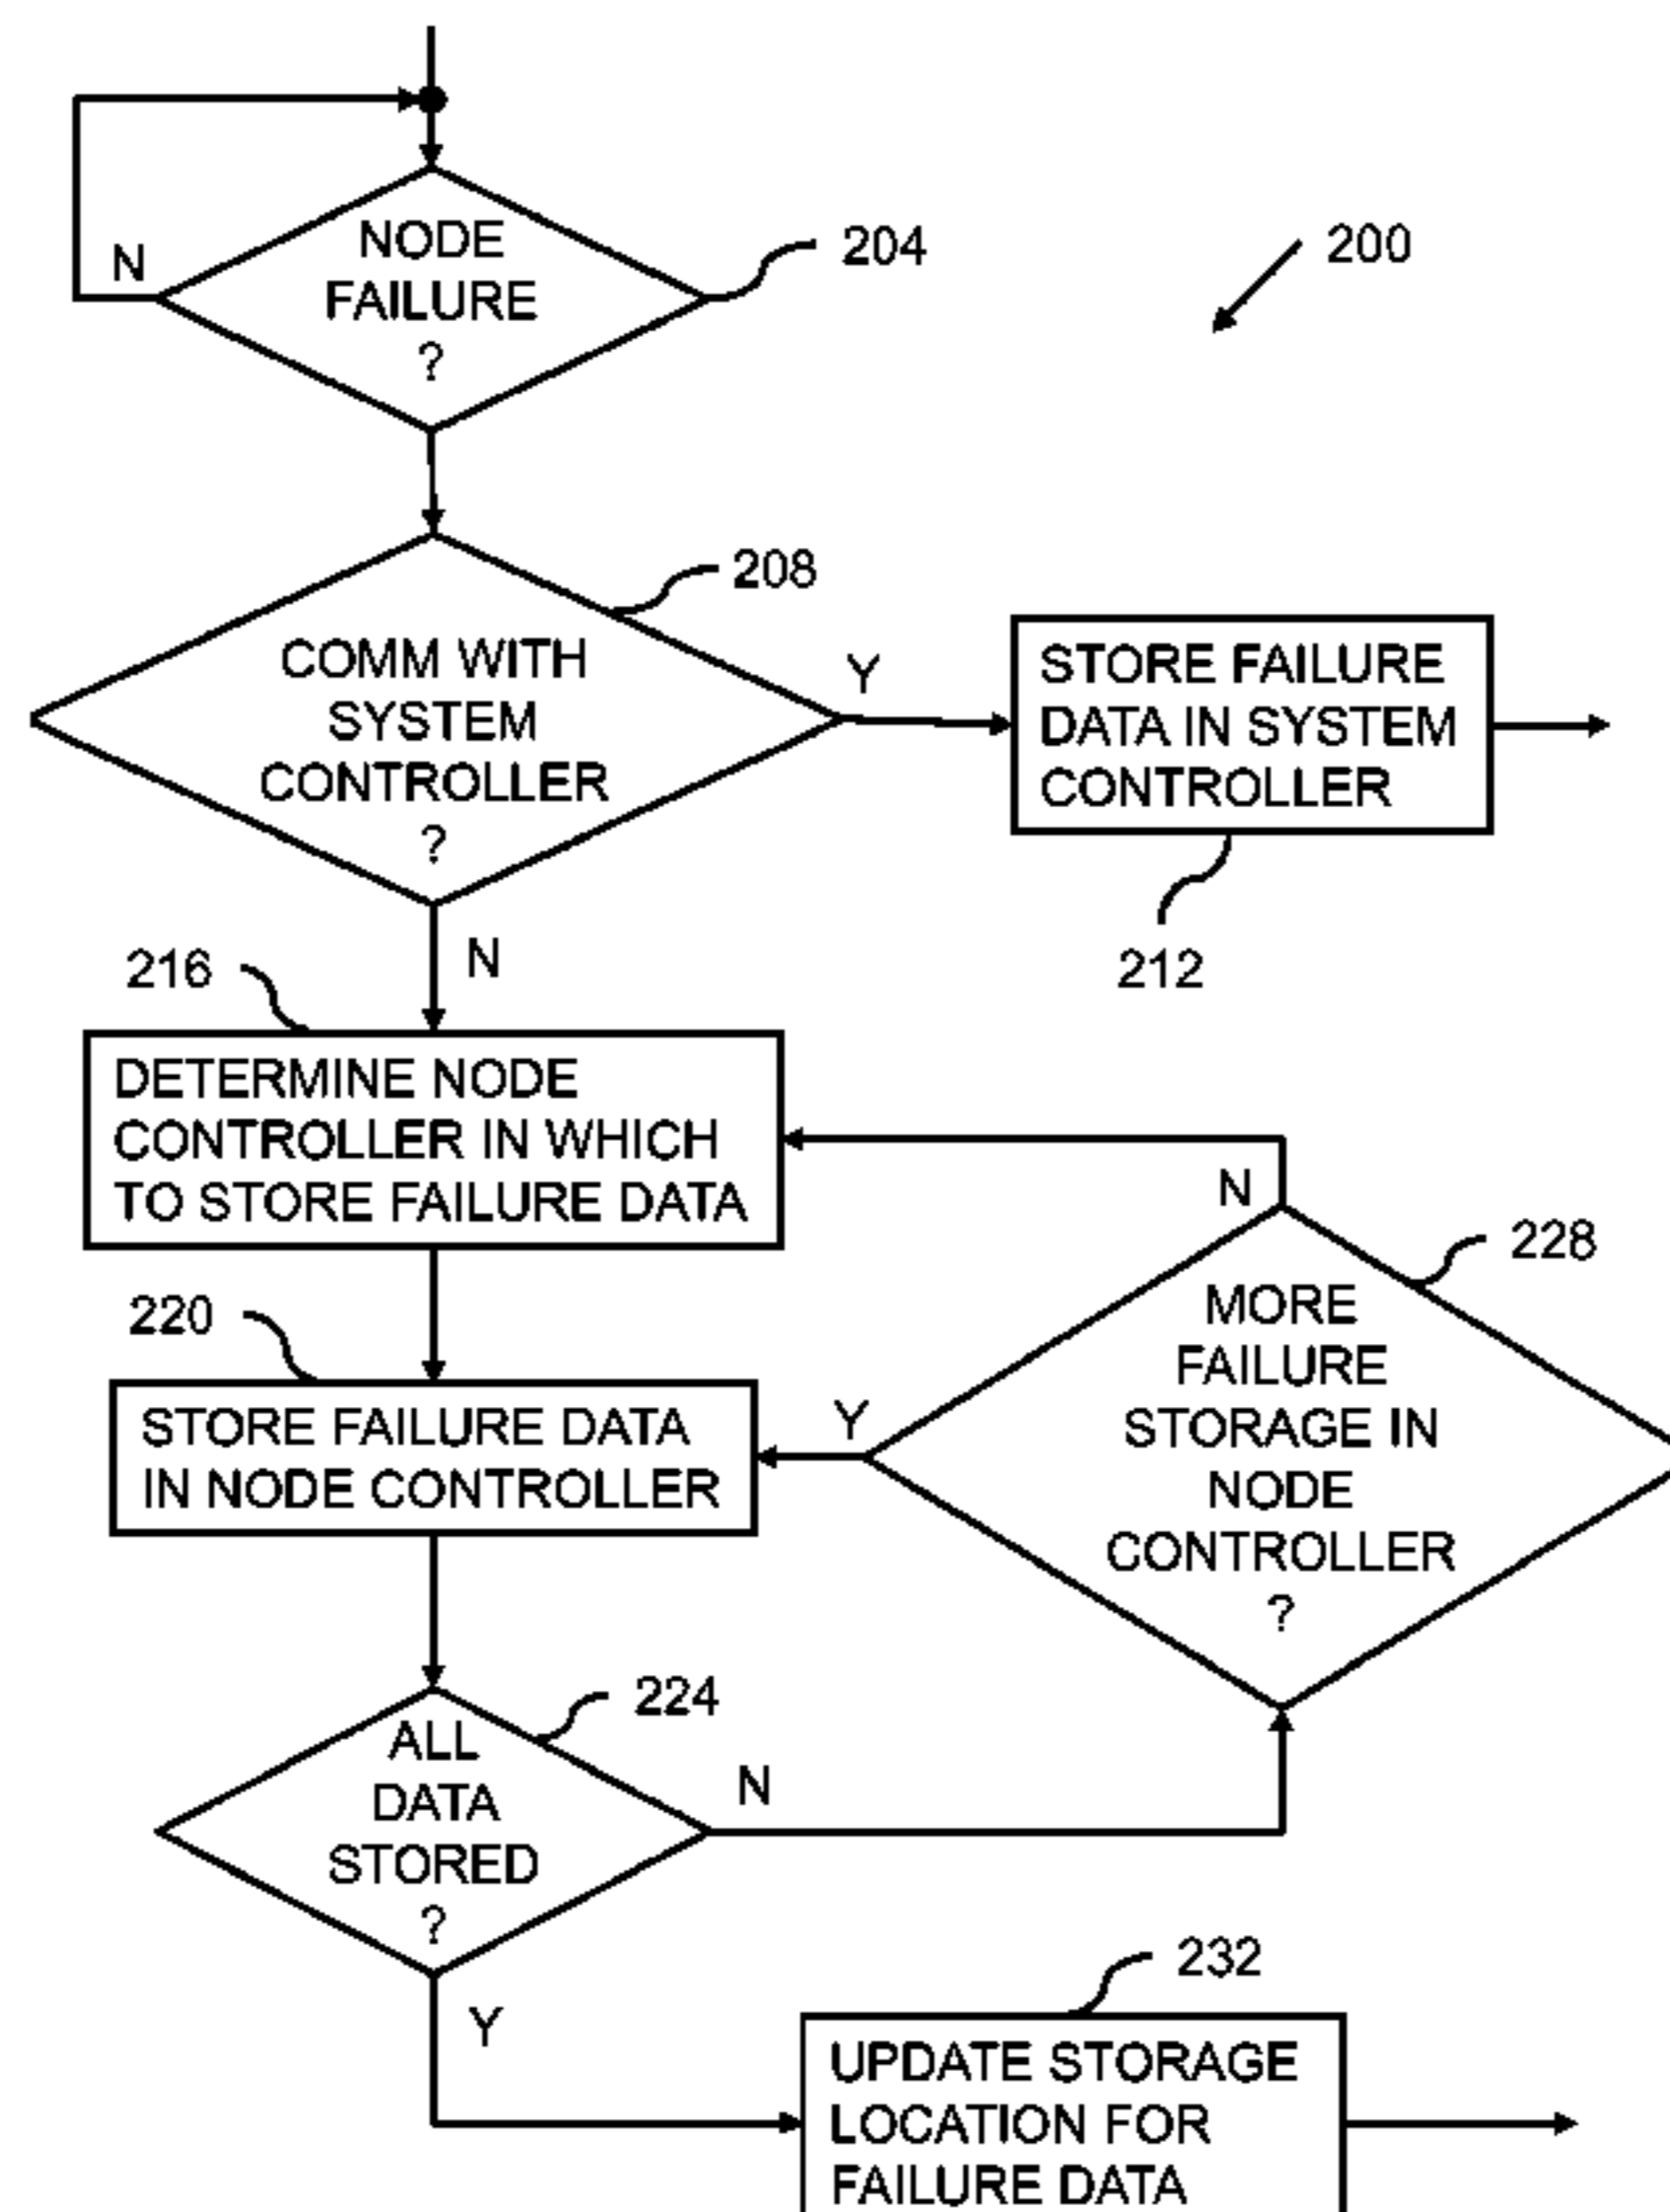 NODE
FAILURE
?
N
204
200
208
COMM WITH
SYSTEM
CONTROLLER
?
Y
STORE FAILURE
DATA IN SYSTEM
CONTROLLER
212
N
216
DETERMINE NODE
CONTROLLER IN WHICH
TO STORE FAILURE DATA
N
228
220
STORE FAILURE DATA
IN NODE CONTROLLER
Y
MORE
FAILURE
STORAGE IN
NODE
CONTROLLER
?
224
ALL
DATA
STORED
?
N
Y
232
UPDATE STORAGE
LOCATION FOR
FAILURE DATA